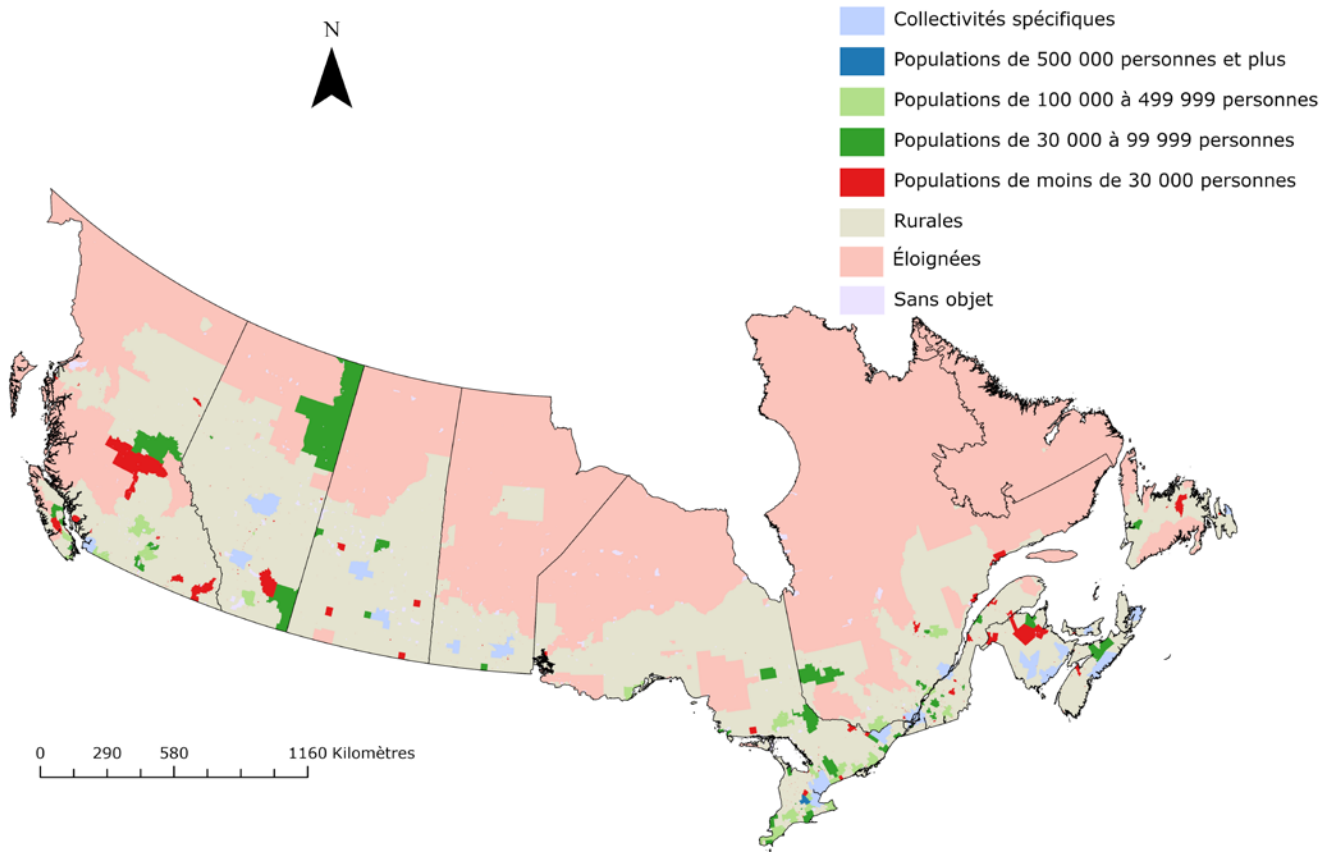 Collectivités spécifiques
N
Populations de 500 000 personnes et plus
Populations de 100 000 à 499 999 personnes
Populations de 30 000 à 99 999 personnes
Populations de moins de 30 000 personnes
Rurales
Éloignées
Sans objet
0 290 580 1160 Kilomètres